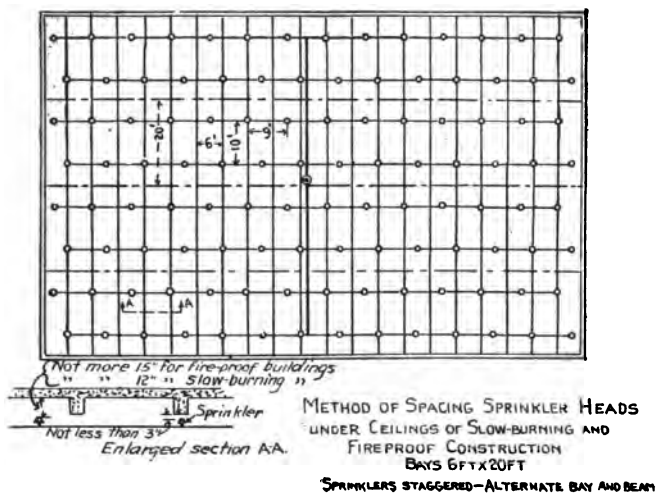 20'
6'
10'
9'
A
A
Not more 15" for fire-proof buildings
" " 12" " slow-burning "
Sprinkler
Not less than 3"
Enlarged section A-A.
METHOD OF SPACING SPRINKLER HEADS
UNDER CEILINGS OF SLOW-BURNING AND
FIREPROOF CONSTRUCTION
BAYS 6FT X 20FT
SPRINKLERS STAGGERED-ALTERNATE BAY AND BEAM